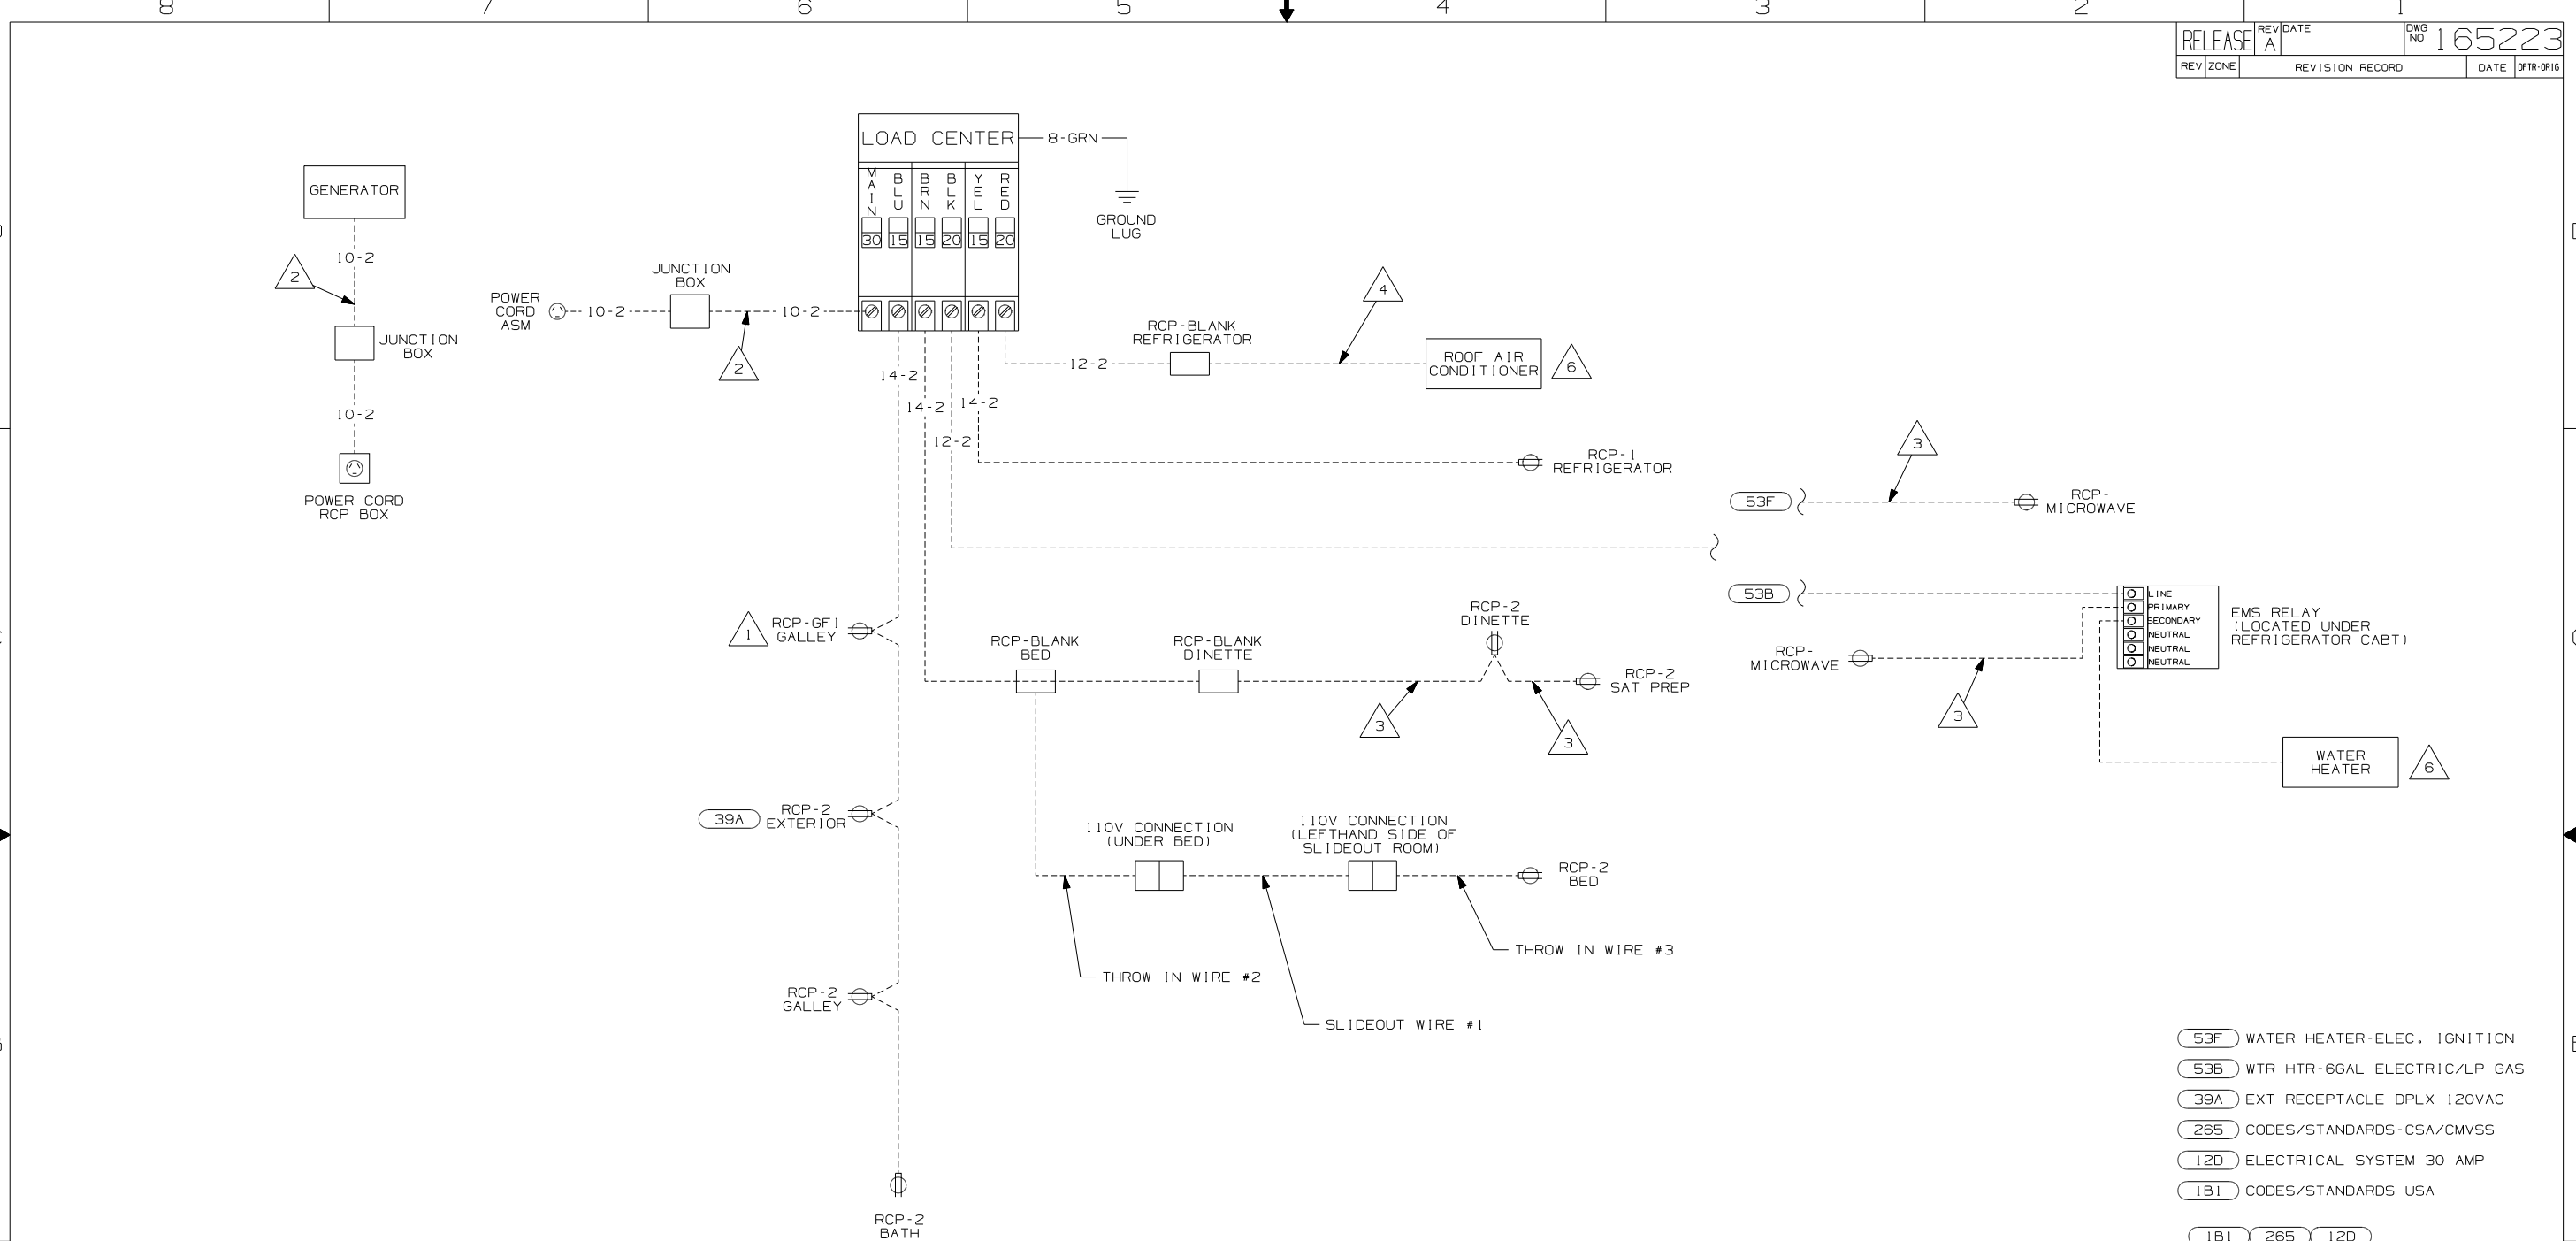 8 7 6 5 4 3 2 1
RELEASE REV A DATE DWG NO 165223
REV ZONE REVISION RECORD DATE DFTR-ORIG
LOAD CENTER
8-GRN
GROUND
LUG
MAIN BLU BRN BLK YEL RED
30 15 15 20 15 20
GENERATOR
10-2
2
JUNCTION
BOX
10-2
POWER CORD
RCP BOX
POWER
CORD
ASM
10-2
JUNCTION
BOX
10-2
2
14-2
14-2
12-2
14-2
12-2
RCP-BLANK
REFRIGERATOR
4
ROOF AIR
CONDITIONER
6
RCP-1
REFRIGERATOR
53F
3
RCP-
MICROWAVE
53B
LINE
PRIMARY
SECONDARY
NEUTRAL
NEUTRAL
NEUTRAL
EMS RELAY
(LOCATED UNDER
REFRIGERATOR CABT)
RCP-
MICROWAVE
3
WATER
HEATER
6
1
RCP-GFI
GALLEY
RCP-BLANK
BED
RCP-BLANK
DINETTE
RCP-2
DINETTE
RCP-2
SAT PREP
3
3
39A
RCP-2
EXTERIOR
110V CONNECTION
(UNDER BED)
110V CONNECTION
(LEFTHAND SIDE OF
SLIDEOUT ROOM)
RCP-2
BED
THROW IN WIRE #3
THROW IN WIRE #2
SLIDEOUT WIRE #1
RCP-2
GALLEY
RCP-2
BATH
53F WATER HEATER-ELEC. IGNITION
53B WTR HTR-6GAL ELECTRIC/LP GAS
39A EXT RECEPTACLE DPLX 120VAC
265 CODES/STANDARDS-CSA/CMVSS
12D ELECTRICAL SYSTEM 30 AMP
1B1 CODES/STANDARDS USA
1B1 265 12D